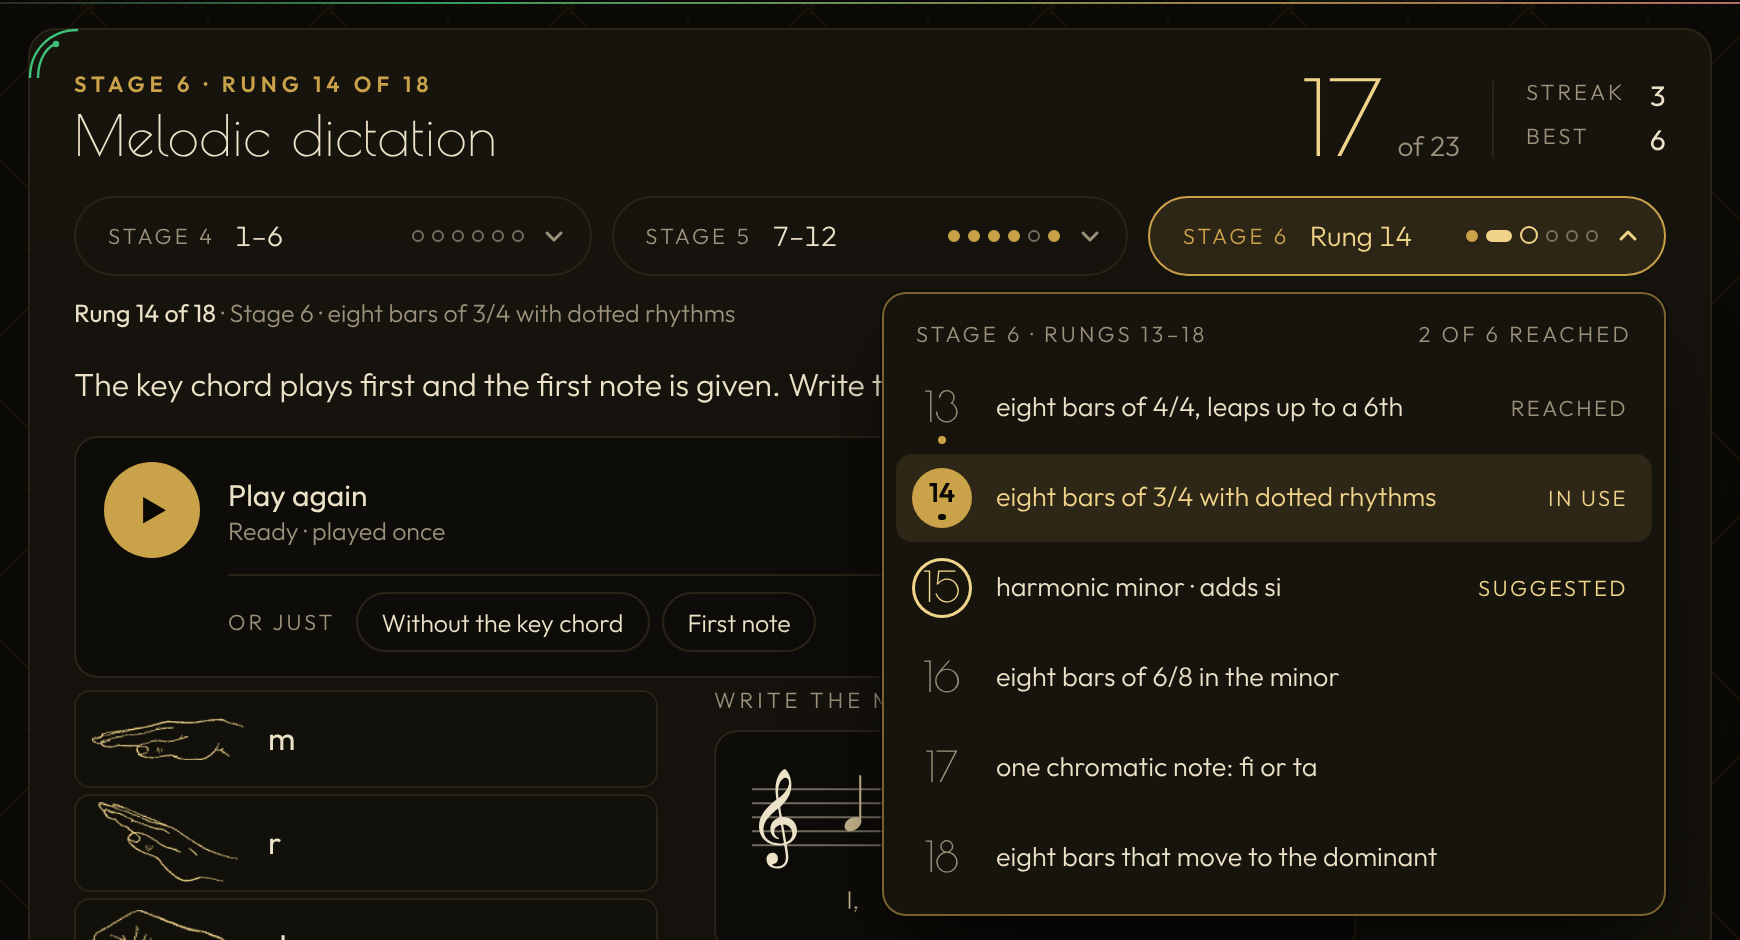 STAGE 6 · RUNG 14 OF 18
Melodic dictation
17 of 23
STREAK 3
BEST 6
STAGE 4 1–6
STAGE 5 7–12
STAGE 6 Rung 14
Rung 14 of 18 · Stage 6 · eight bars of 3/4 with dotted rhythms
The key chord plays first and the first note is given. Write t
Play again
Ready · played once
OR JUST Without the key chord First note
m
r
WRITE THE M
l,
STAGE 6 · RUNGS 13–18 2 OF 6 REACHED
13 eight bars of 4/4, leaps up to a 6th REACHED
14 eight bars of 3/4 with dotted rhythms IN USE
15 harmonic minor · adds si SUGGESTED
16 eight bars of 6/8 in the minor
17 one chromatic note: fi or ta
18 eight bars that move to the dominant